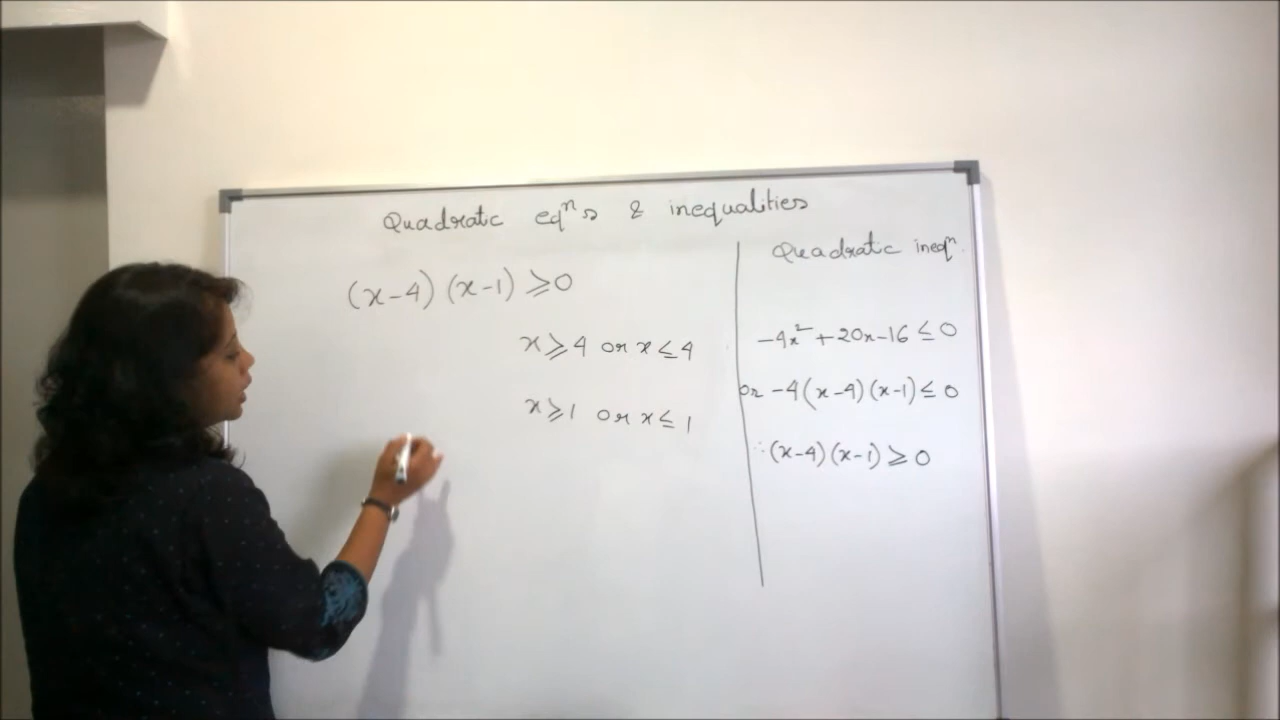 Quadratic eqⁿs & inequalities
(x-4) (x-1) ≥0
x≥4 or x≤4
x≥1 or x≤1
Quadratic ineqⁿ.
-4x²+20x-16≤0
or -4(x-4)(x-1)≤0
∴(x-4)(x-1)≥0